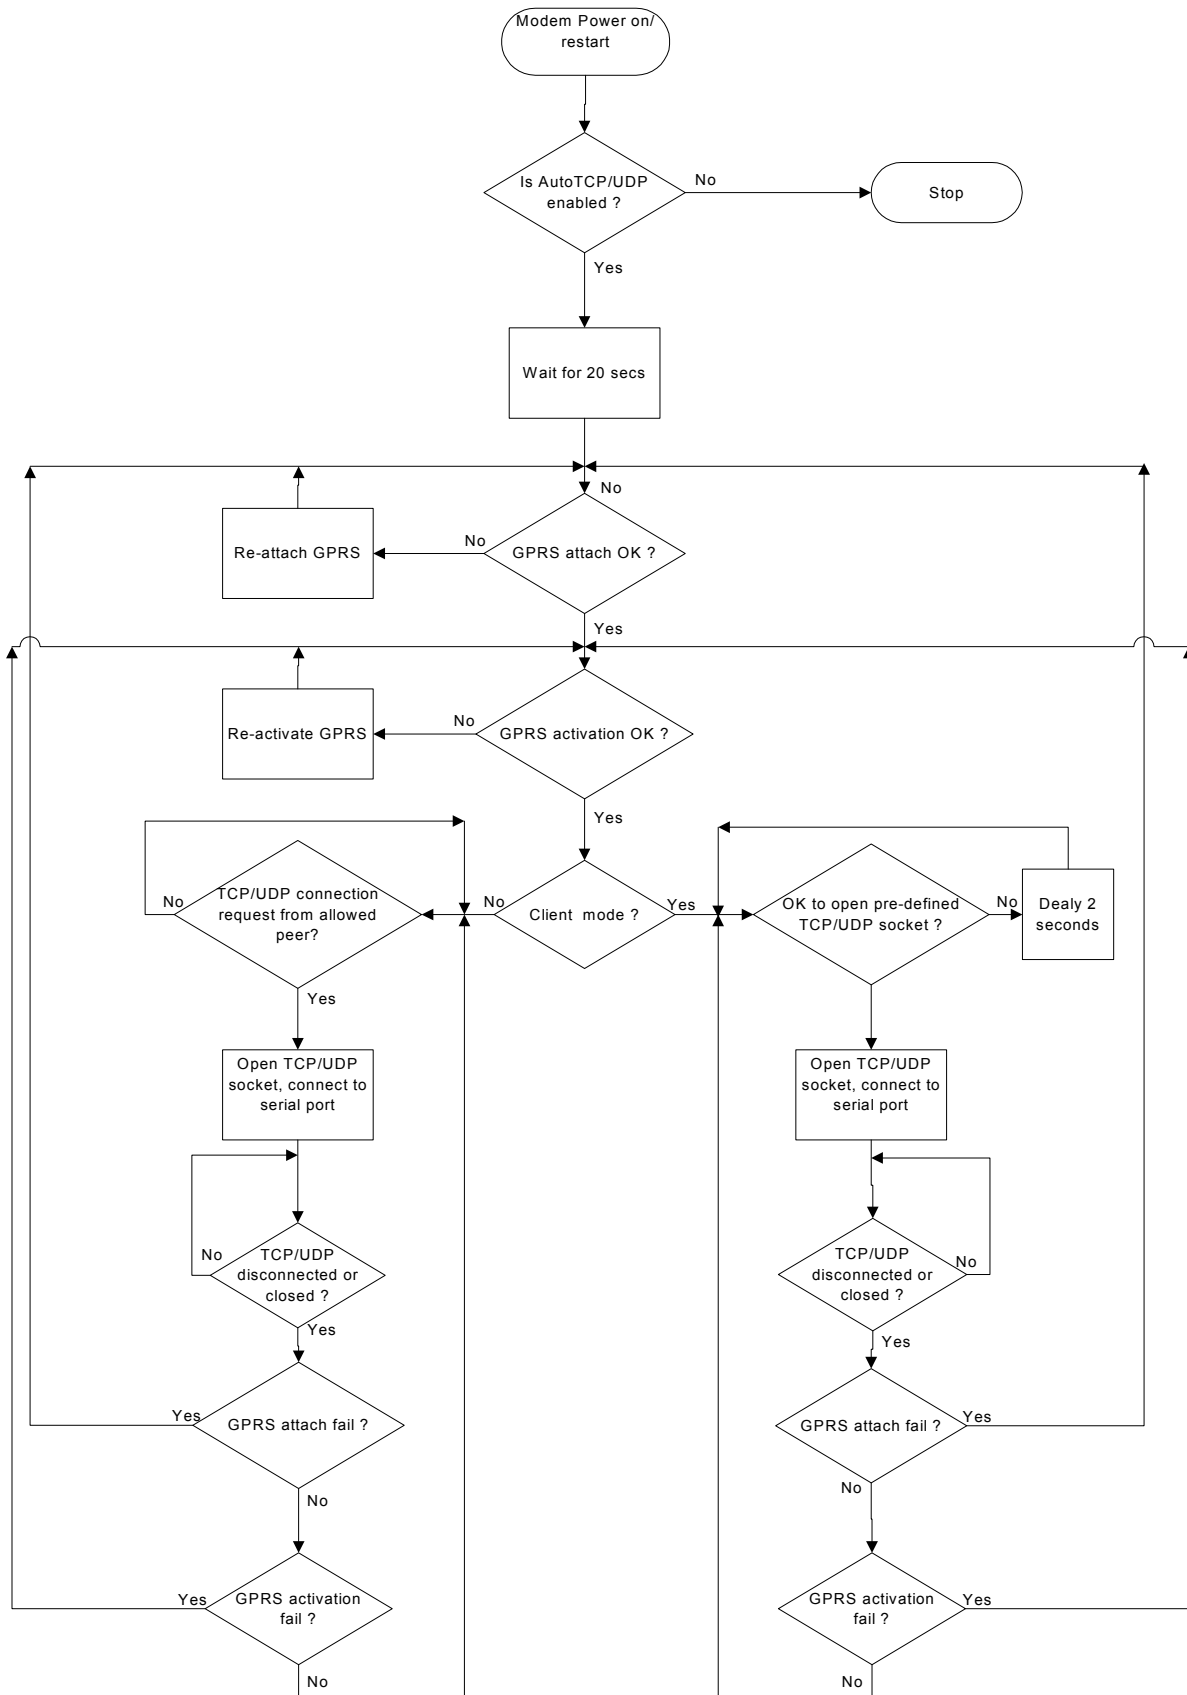 Modem Power on/
restart
Is AutoTCP/UDP
enabled ?
No
Stop
Yes
Wait for 20 secs
No
Re-attach GPRS
No
GPRS attach OK ?
Yes
Re-activate GPRS
No
GPRS activation OK ?
Yes
No
TCP/UDP connection
request from allowed
peer?
No
Client mode ?
Yes
OK to open pre-defined
TCP/UDP socket ?
No
Dealy 2
seconds
Yes
Open TCP/UDP
socket, connect to
serial port
Open TCP/UDP
socket, connect to
serial port
No
TCP/UDP
disconnected or
closed ?
TCP/UDP
disconnected or
closed ?
No
Yes
Yes
Yes
GPRS attach fail ?
GPRS attach fail ?
Yes
No
No
Yes
GPRS activation
fail ?
GPRS activation
fail ?
Yes
No
No